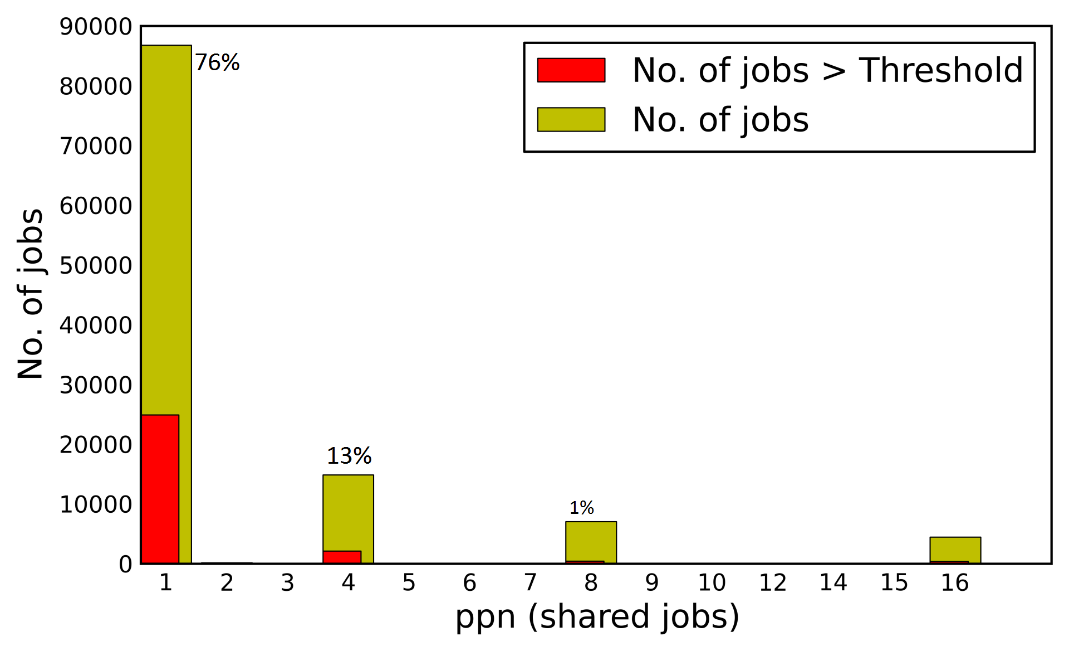 90000
80000
70000
60000
50000
40000
30000
20000
10000
0
No. of jobs
76%
13%
1%
No. of jobs > Threshold
No. of jobs
1 2 3 4 5 6 7 8 9 10 12 14 15 16
ppn (shared jobs)